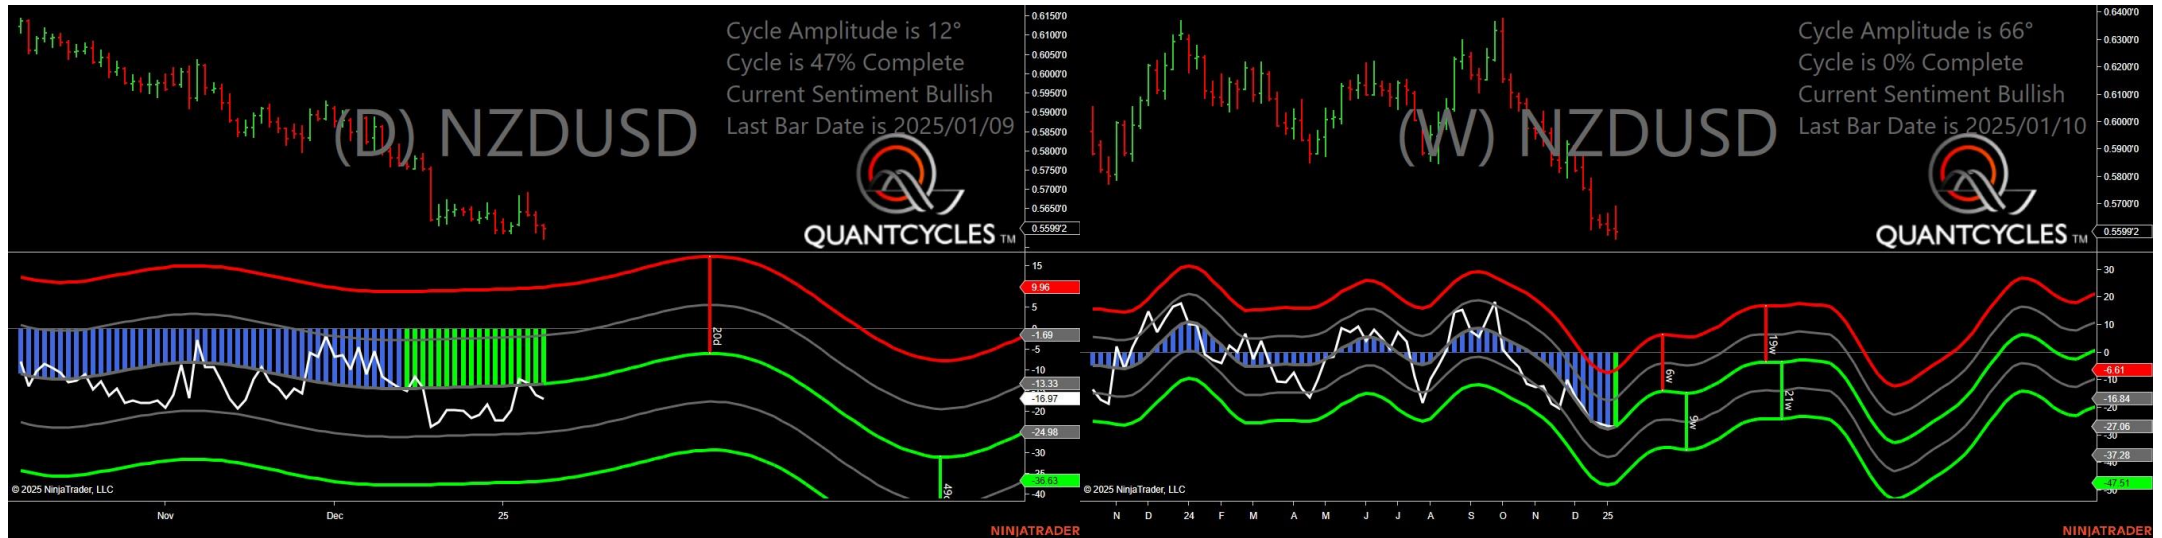 Cycle Amplitude is 12°
Cycle is 47% Complete
Current Sentiment Bullish
Last Bar Date is 2025/01/09
(D) NZDUSD
QUANTCYCLES TM
0.6150'0
0.6100'0
0.6050'0
0.6000'0
0.5950'0
0.5900'0
0.5850'0
0.5800'0
0.5750'0
0.5700'0
0.5650'0
0.5599'2
15
9.96
5
-1.69
-5
-10
-13.33
-16.97
-20
-24.98
-30
-35
-36.63
-40
20d
© 2025 NinjaTrader, LLC
Nov Dec 25
NINJATRADER
Cycle Amplitude is 66°
Cycle is 0% Complete
Current Sentiment Bullish
Last Bar Date is 2025/01/10
(W) NZDUSD
QUANTCYCLES TM
0.6400'0
0.6300'0
0.6200'0
0.6100'0
0.6000'0
0.5900'0
0.5800'0
0.5700'0
0.5599'2
30
20
10
0
-6.61
-10
-16.84
-20
-27.06
-30
-37.28
-40
-47.51
6w
9w
19w
21w
© 2025 NinjaTrader, LLC
N D 24 F M A M J J A S O N D 25
NINJATRADER